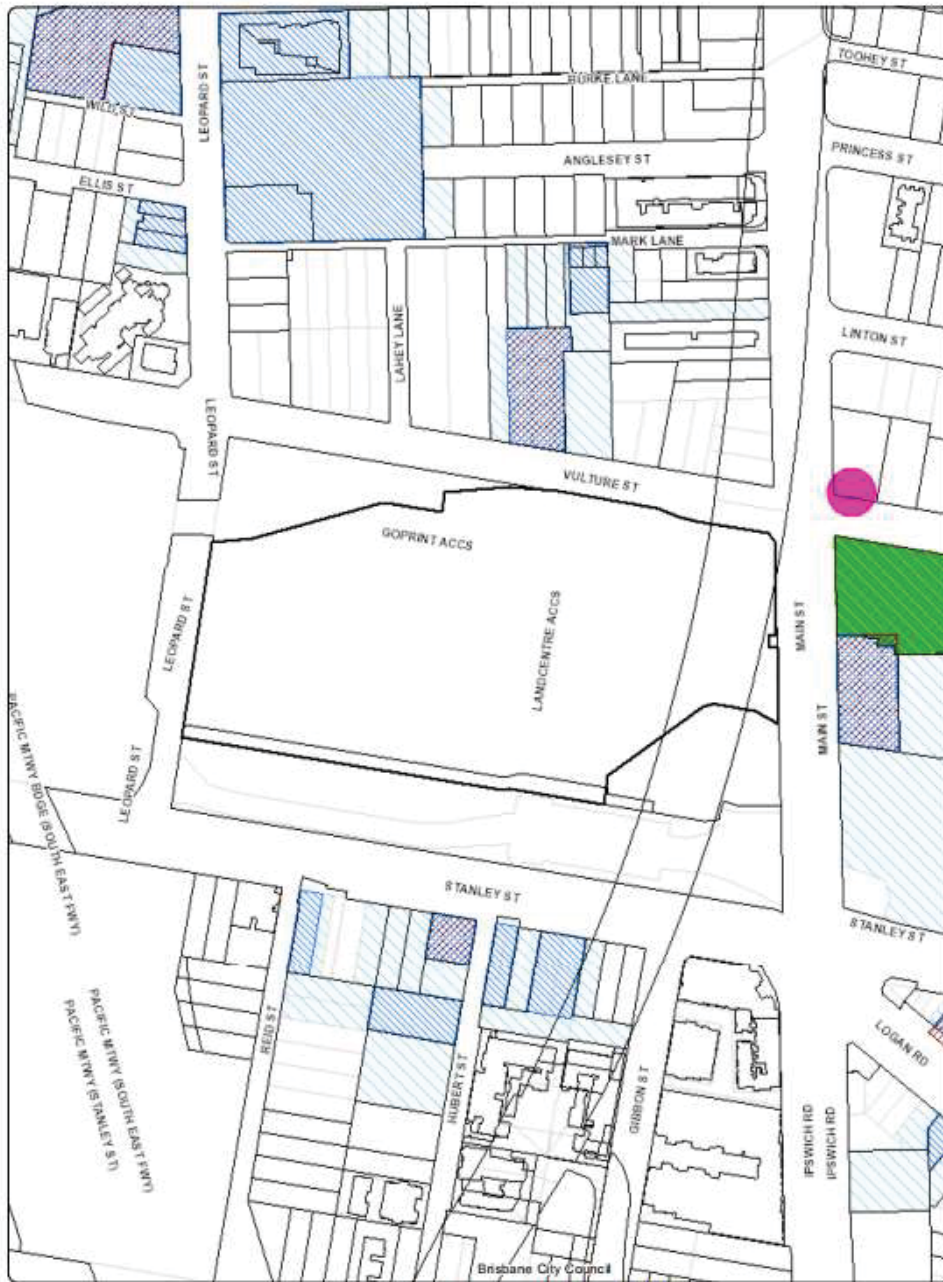 TOOHEY ST
BURKE LANE
LEOPARD ST
WILD ST
PRINCESS ST
ANGLESEY ST
ELLIS ST
MARK LANE
LINTON ST
LAHEY LANE
LEOPARD ST
VULTURE ST
GOPRINT ACCS
LANDCENTRE ACCS
MAIN ST
LEOPARD ST
MAIN ST
LEOPARD ST
PACIFIC MTWY BDGE (SOUTH EAST FWY)
STANLEY ST
STANLEY ST
LOGAN RD
REID ST
HUBERT ST
GIBBON ST
PACIFIC MTWY (SOUTH EAST FWY)
PACIFIC MTWY (STANLEY ST)
IPSWICH RD
IPSWICH RD
Brisbane City Council